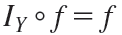 I_Y ∘ f = f